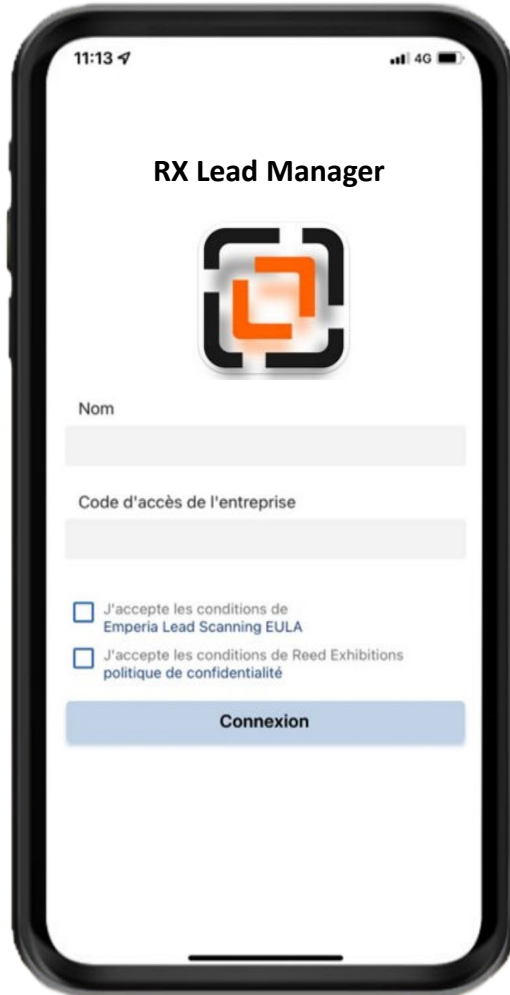 11:13
4G
RX Lead Manager
Nom
Code d'accès de l'entreprise
J'accepte les conditions de
Emperia Lead Scanning EULA
J'accepte les conditions de Reed Exhibitions
politique de confidentialité
Connexion